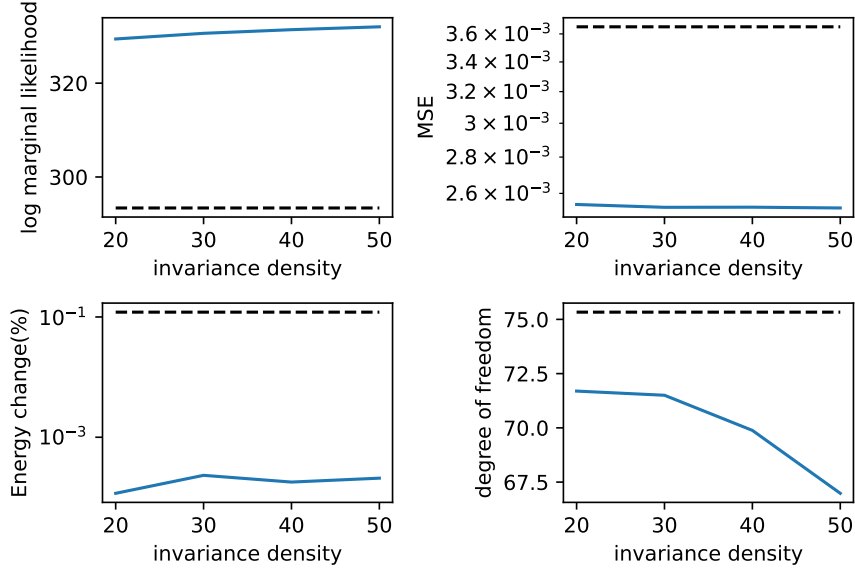 log marginal likelihood
320
300
20 30 40 50
invariance density
MSE
3.6 × 10⁻³
3.4 × 10⁻³
3.2 × 10⁻³
3 × 10⁻³
2.8 × 10⁻³
2.6 × 10⁻³
20 30 40 50
invariance density
Energy change(%)
10⁻¹
10⁻³
20 30 40 50
invariance density
degree of freedom
75.0
72.5
70.0
67.5
20 30 40 50
invariance density